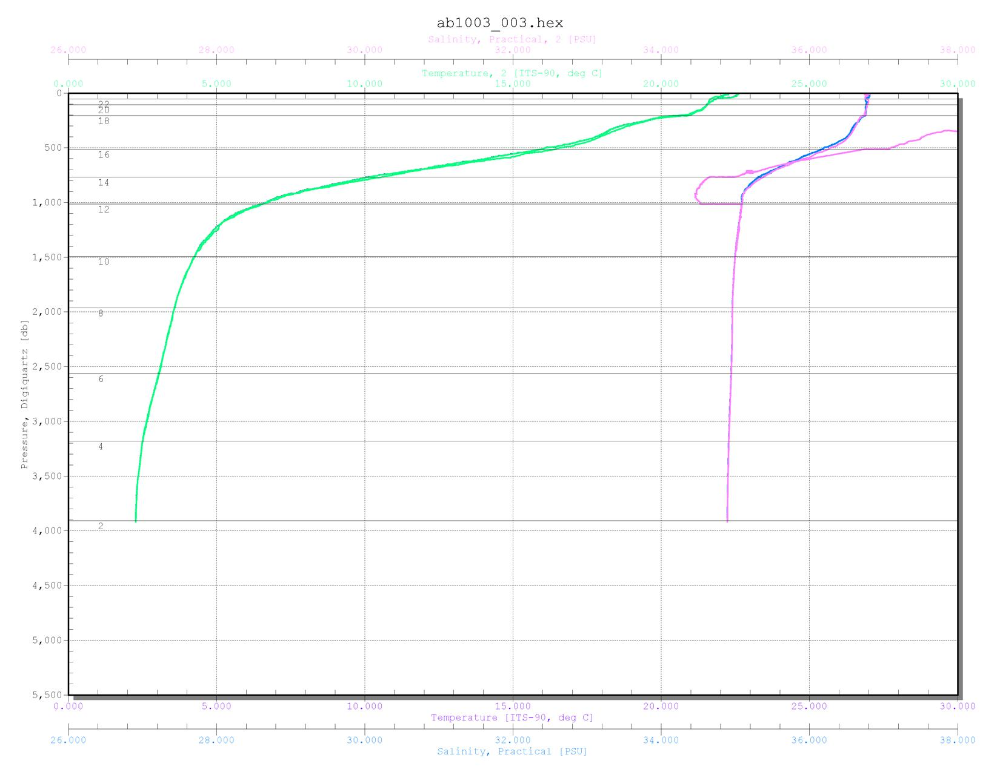 ab1003_003.hex
Salinity, Practical, 2 [PSU]
26.000 28.000 30.000 32.000 34.000 36.000 38.000
Temperature, 2 [ITS-90, deg C]
0.000 5.000 10.000 15.000 20.000 25.000 30.000
0
22
20
18
500
16
14
1,000
12
1,500
10
2,000
8
Pressure, Digiquartz [db]
2,500
6
3,000
4
3,500
2
4,000
4,500
5,000
5,500
0.000 5.000 10.000 15.000 20.000 25.000 30.000
Temperature [ITS-90, deg C]
26.000 28.000 30.000 32.000 34.000 36.000 38.000
Salinity, Practical [PSU]